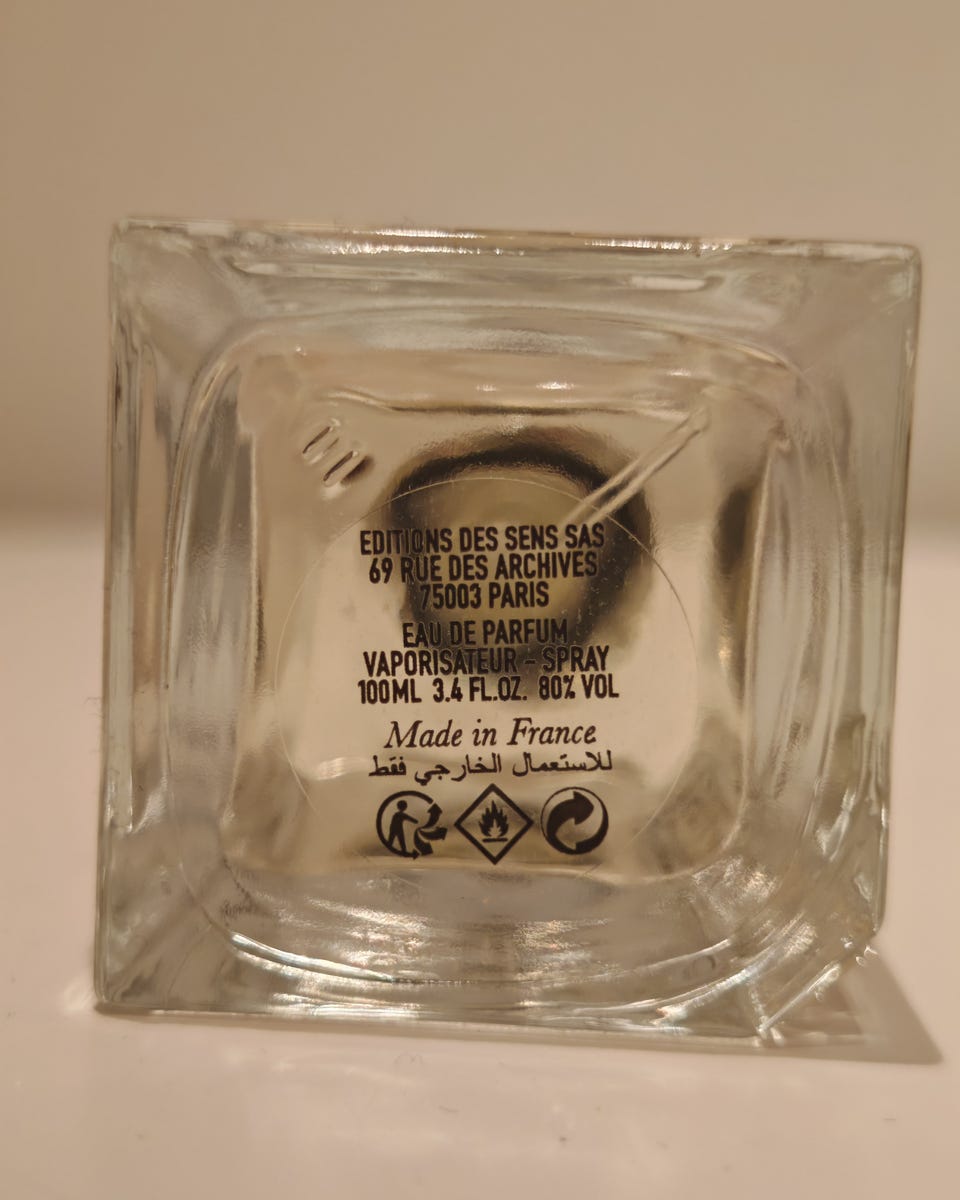 EDITIONS DES SENS SAS
69 RUE DES ARCHIVES
75003 PARIS
EAU DE PARFUM
VAPORISATEUR - SPRAY
100ML 3.4 FL.OZ. 80% VOL
Made in France
للاستعمال الخارجي فقط